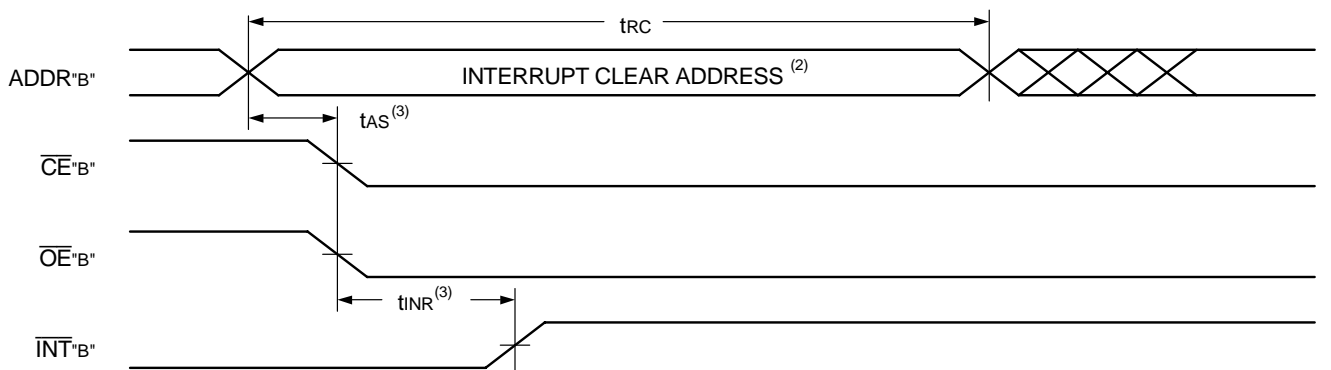 tRC
ADDR"B"
INTERRUPT CLEAR ADDRESS (2)
tAS(3)
CE"B"
OE"B"
tINR(3)
INT"B"